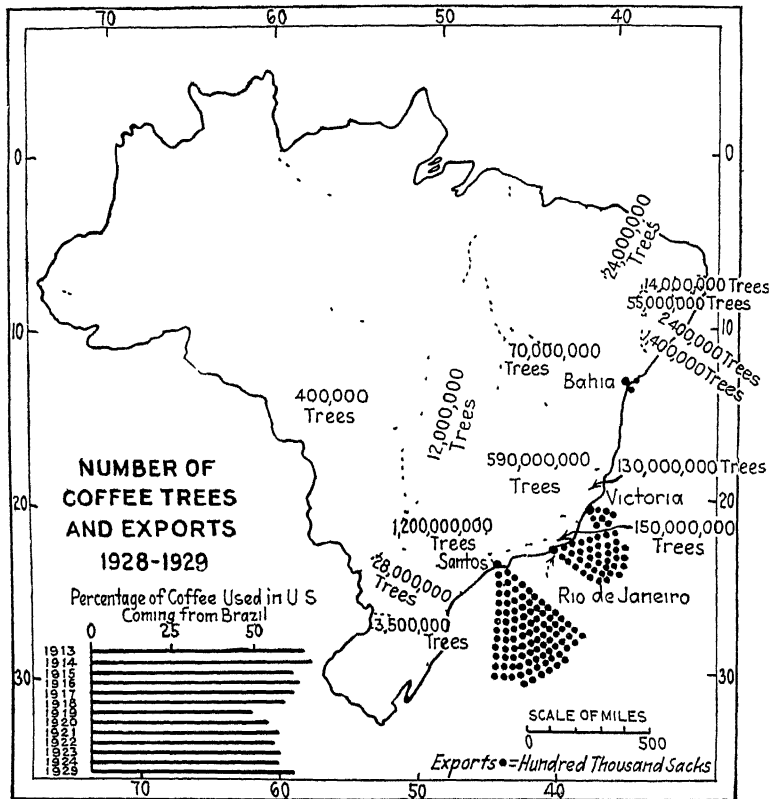 70
60
50
40
0
0
24,000,000
Trees
14,000,000 Trees
55,000,000 Trees
10
10
2400,000 Trees
1,400,000 Trees
70,000,000
Trees
Bahia
400,000
Trees
12,000,000
Trees
590,000,000
Trees
130,000,000 Trees
NUMBER OF
COFFEE TREES
AND EXPORTS
1928-1929
Victoria
20
20
1,200,000,000
Trees
150,000,000
Trees
Santos
28,000,000
Trees
Rio de Janeiro
3,500,000
Trees
Percentage of Coffee Used in U S
Coming from Brazil
0
25
50
1913
1914
1915
1916
1917
1918
1919
1920
1921
1922
1923
1924
1929
30
30
SCALE OF MILES
0
500
Exports ●=Hundred Thousand Sacks
70
60
50
40